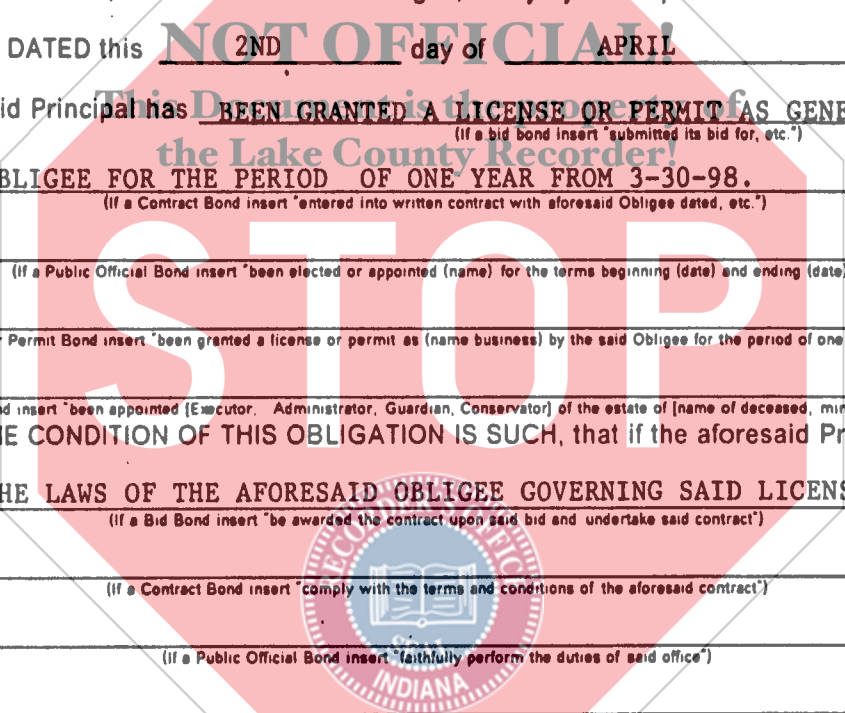 DATED this 2ND day of APRIL
NOT OFFICIAL!
This Document is the property of
id Principal has BEEN GRANTED A LICENSE OR PERMIT AS GENE
(If a bid bond insert "submitted its bid for, etc.")
the Lake County Recorder!
BLIGEE FOR THE PERIOD OF ONE YEAR FROM 3-30-98.
(If a Contract Bond insert "entered into written contract with aforesaid Obligee dated, etc.")
STOP
(If a Public Official Bond insert "been elected or appointed (name) for the terms beginning (date) and ending (date)
Permit Bond insert "been granted a license or permit as (name business) by the said Obligee for the period of one
nd insert "been appointed [Executor, Administrator, Guardian, Conservator] of the estate of [name of deceased, min
HE CONDITION OF THIS OBLIGATION IS SUCH, that if the aforesaid Pr
HE LAWS OF THE AFORESAID OBLIGEE GOVERNING SAID LICENS
(If a Bid Bond insert "be awarded the contract upon said bid and undertake said contract")
RECORDER'S OFFICE
(If a Contract Bond insert "comply with the terms and conditions of the aforesaid contract")
SEAL
(If a Public Official Bond insert "faithfully perform the duties of said office")
INDIANA